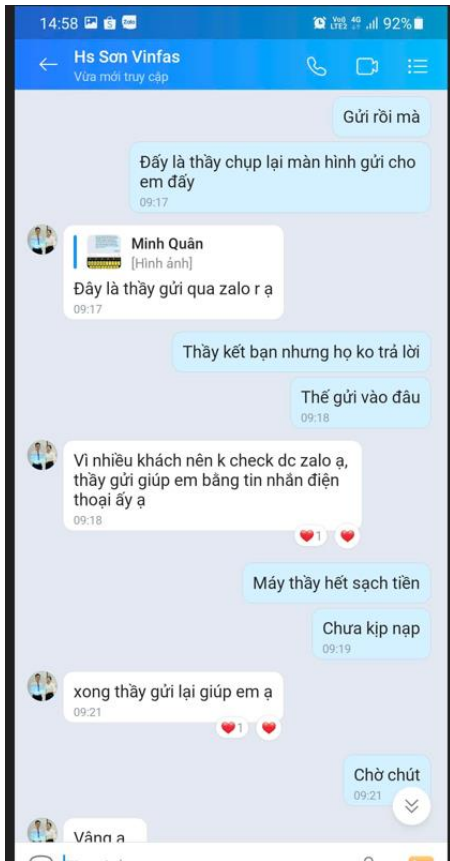 14:58
92%
Hs Sơn Vinfas
Vừa mới truy cập
Gửi rồi mà
Đấy là thầy chụp lại màn hình gửi cho
em đấy
09:17
Minh Quân
[Hình ảnh]
Đây là thầy gửi qua zalo r ạ
09:17
Thầy kết bạn nhưng họ ko trả lời
Thế gửi vào đâu
09:18
Vì nhiều khách nên k check dc zalo ạ,
thầy gửi giúp em bằng tin nhắn điện
thoại ấy ạ
09:18
1
Máy thầy hết sạch tiền
Chưa kịp nạp
09:19
xong thầy gửi lại giúp em ạ
09:21
1
Chờ chút
09:21
Vâng ạ